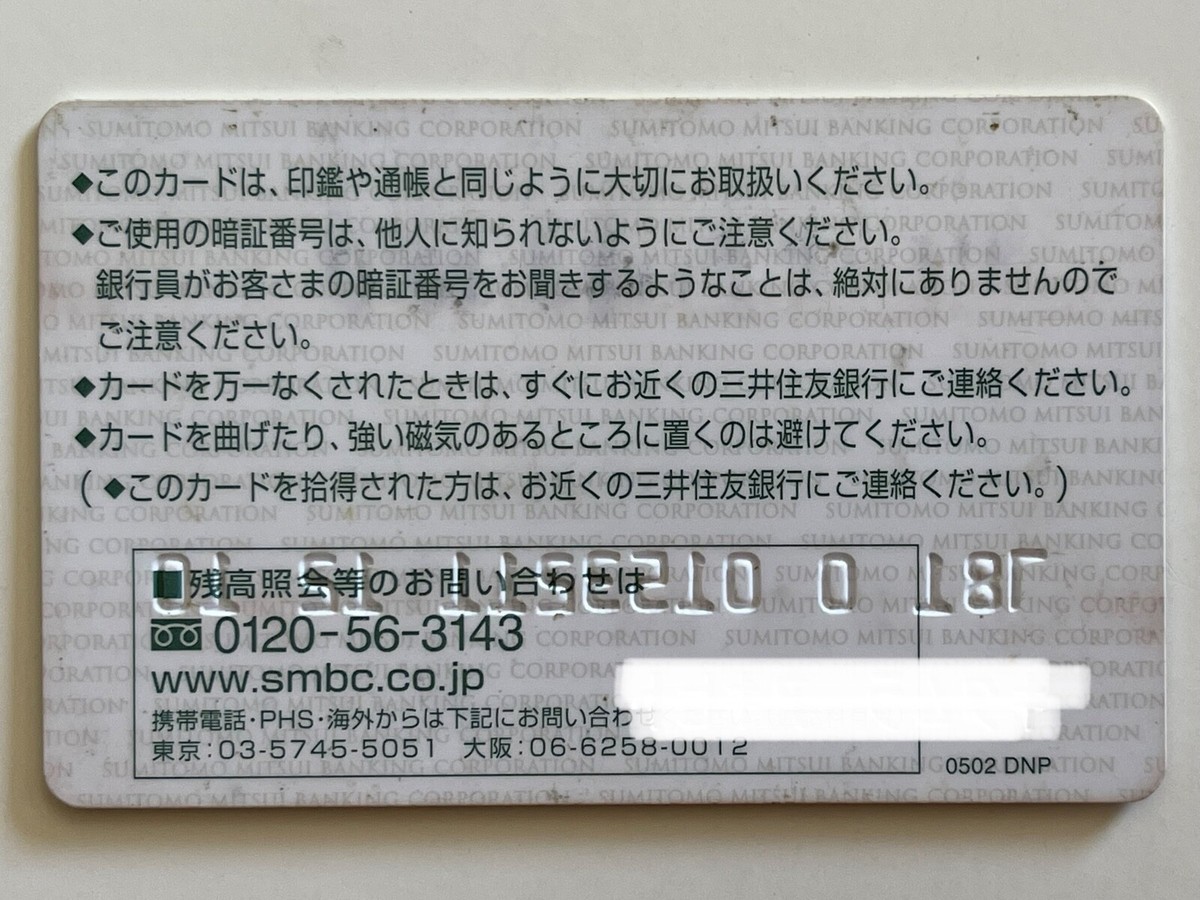 SUMITOMO MITSUI BANKING CORPORATION
◆このカードは、印鑑や通帳と同じように大切にお取扱いください。
◆ご使用の暗証番号は、他人に知られないようにご注意ください。
銀行員がお客さまの暗証番号をお聞きするようなことは、絶対にありませんので
ご注意ください。
◆カードを万一なくされたときは、すぐにお近くの三井住友銀行にご連絡ください。
◆カードを曲げたり、強い磁気のあるところに置くのは避けてください。
(◆このカードを拾得された方は、お近くの三井住友銀行にご連絡ください。)
■残高照会等のお問い合わせは
0120-56-3143
www.smbc.co.jp
携帯電話・PHS・海外からは下記にお問い合わせ
東京:03-5745-5051 大阪:06-6258-0012
0502 DNP